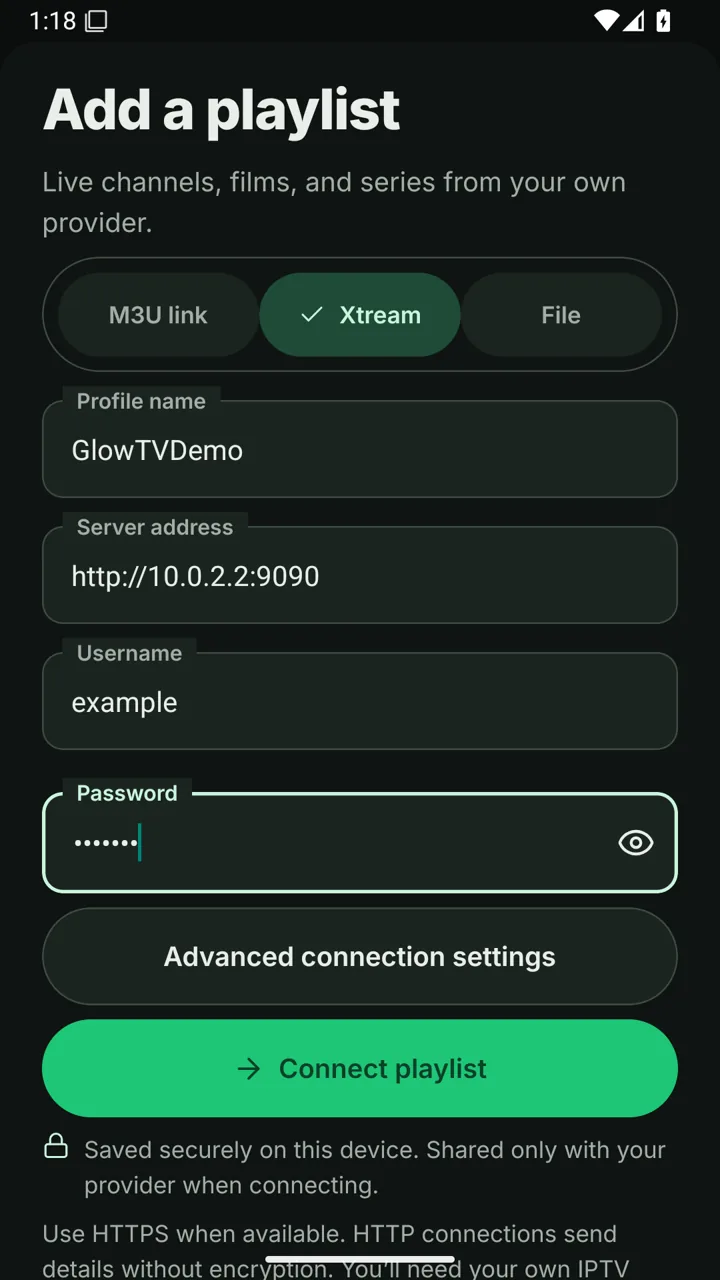 1:18
Add a playlist
Live channels, films, and series from your own
provider.
M3U link
Xtream
File
Profile name
GlowTVDemo
Server address
http://10.0.2.2:9090
Username
example
Password
•••••••
Advanced connection settings
Connect playlist
Saved securely on this device. Shared only with your
provider when connecting.
Use HTTPS when available. HTTP connections send
details without encryption. You'll need your own IPTV